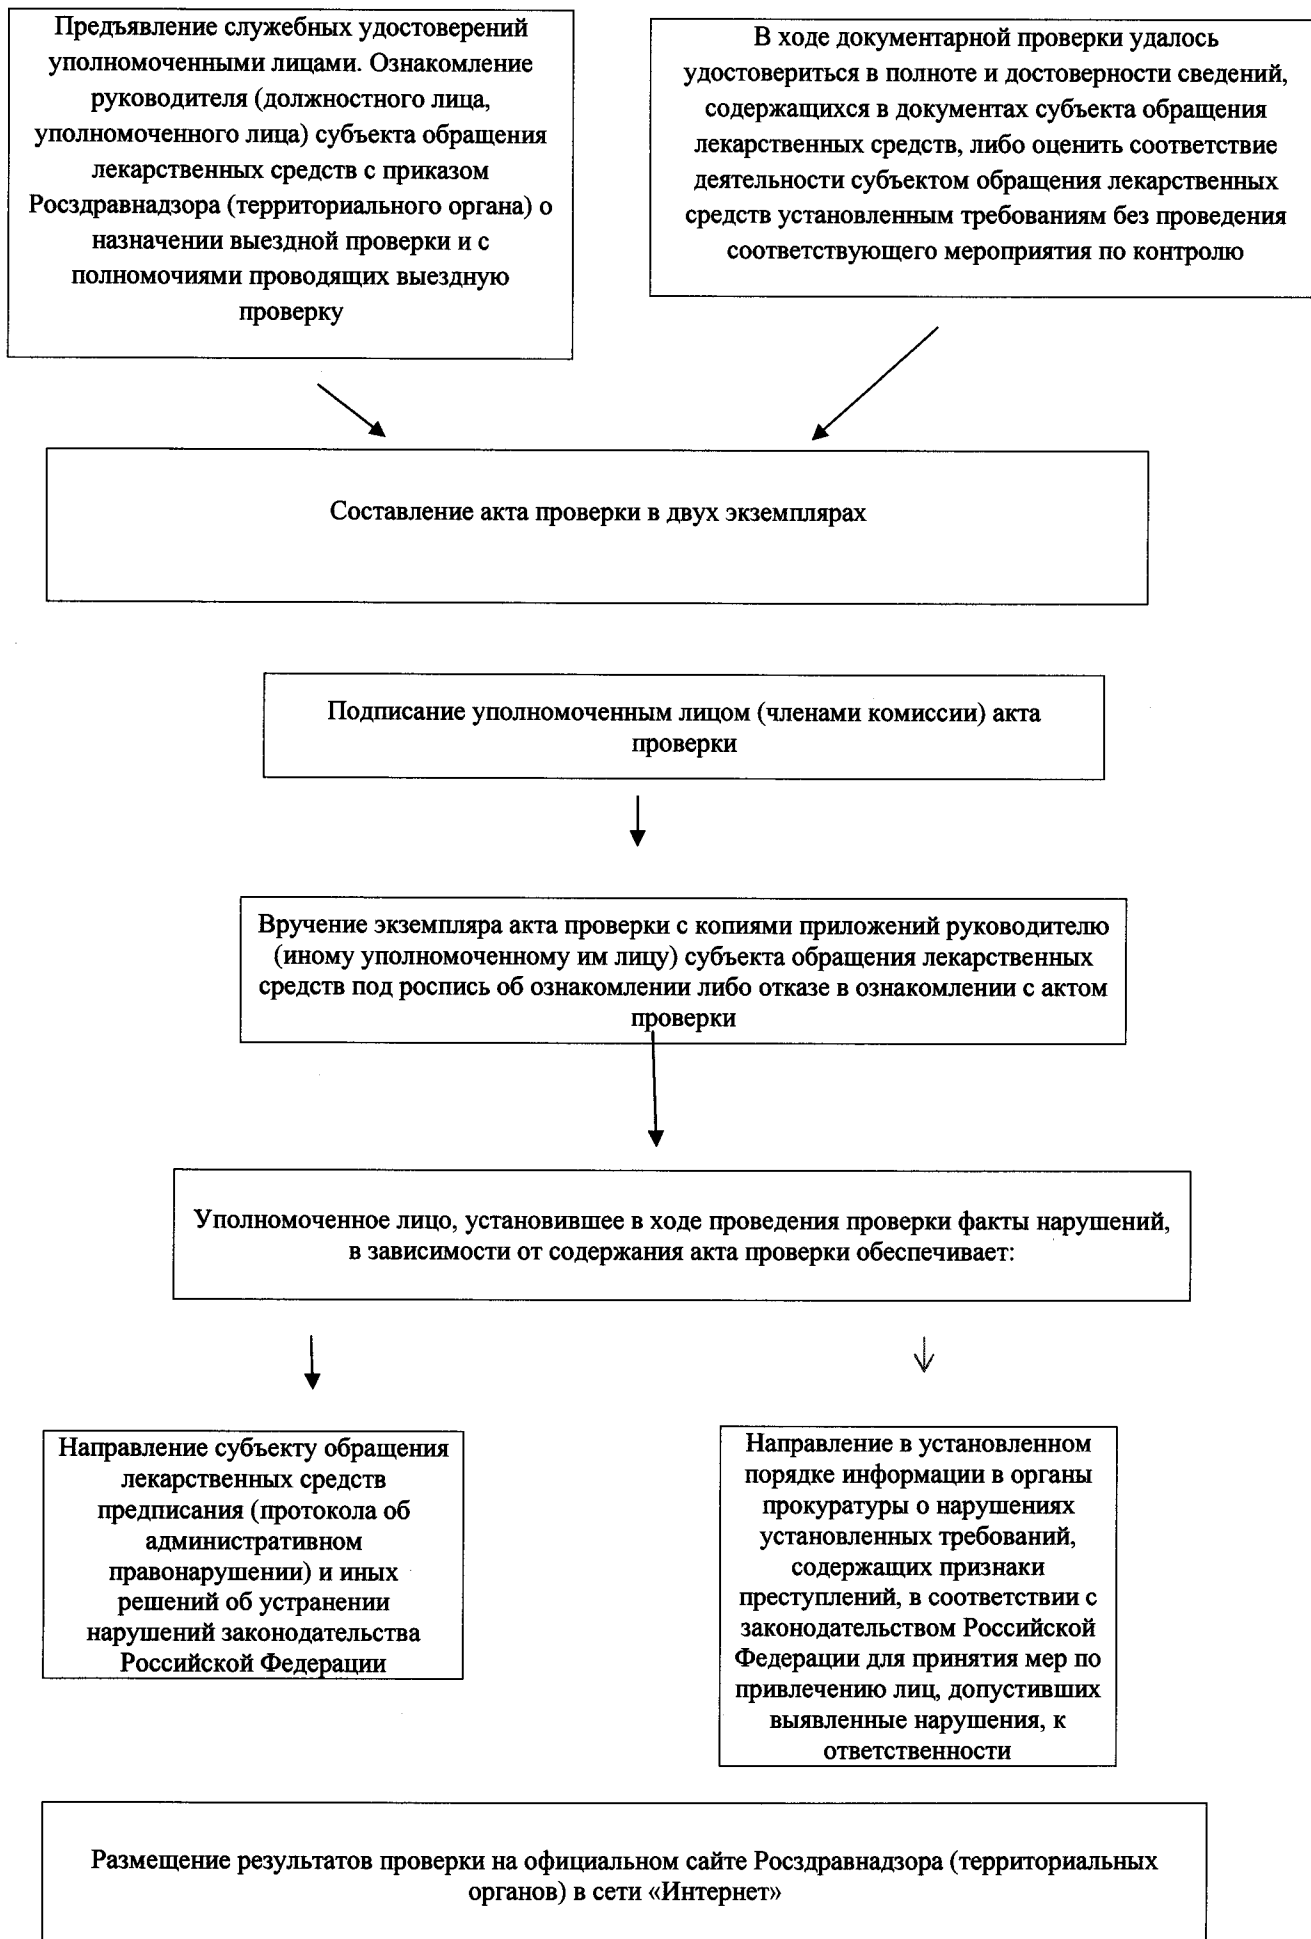 Предъявление служебных удостоверений
уполномоченными лицами. Ознакомление
руководителя (должностного лица,
уполномоченного лица) субъекта обращения
лекарственных средств с приказом
Росздравнадзора (территориального органа) о
назначении выездной проверки и с
полномочиями проводящих выездную
проверку
В ходе документарной проверки удалось
удостовериться в полноте и достоверности сведений,
содержащихся в документах субъекта обращения
лекарственных средств, либо оценить соответствие
деятельности субъектом обращения лекарственных
средств установленным требованиям без проведения
соответствующего мероприятия по контролю
Составление акта проверки в двух экземплярах
Подписание уполномоченным лицом (членами комиссии) акта
проверки
Вручение экземпляра акта проверки с копиями приложений руководителю
(иному уполномоченному им лицу) субъекта обращения лекарственных
средств под роспись об ознакомлении либо отказе в ознакомлении с актом
проверки
Уполномоченное лицо, установившее в ходе проведения проверки факты нарушений,
в зависимости от содержания акта проверки обеспечивает:
Направление субъекту обращения
лекарственных средств
предписания (протокола об
административном
правонарушении) и иных
решений об устранении
нарушений законодательства
Российской Федерации
Направление в установленном
порядке информации в органы
прокуратуры о нарушениях
установленных требований,
содержащих признаки
преступлений, в соответствии с
законодательством Российской
Федерации для принятия мер по
привлечению лиц, допустивших
выявленные нарушения, к
ответственности
Размещение результатов проверки на официальном сайте Росздравнадзора (территориальных
органов) в сети «Интернет»